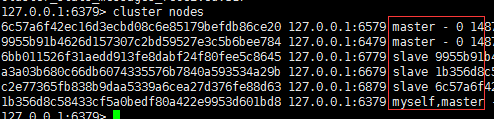 127.0.0.1:6379> cluster nodes
6c57a6f42ec16d3ecbd08c6e85179befdb86ce20 127.0.0.1:6579 master - 0 1487
9955b91b4626d157307c2bd59527e3c5b6bee784 127.0.0.1:6479 master - 0 1487
6bb011526f31aedd913fe8dabf24f80fee5c8645 127.0.0.1:6779 slave 9955b91b4
a3a03b680c66db6074335576b7840a593534a29b 127.0.0.1:6679 slave 1b356d8c5
c2e77365fb838b9daa5339a6cea27d376fe88d63 127.0.0.1:6879 slave 6c57a6f42
1b356d8c58433cf5a0bedf80a422e9953d601bd8 127.0.0.1:6379 myself,master -
127.0.0.1:6379>